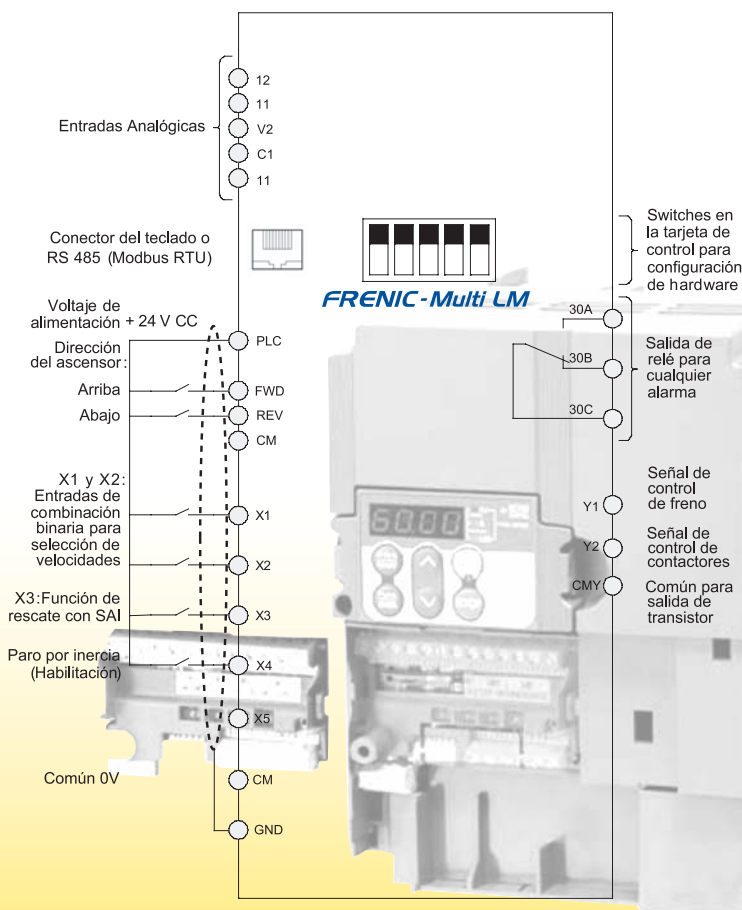 12
11
Entradas Analógicas
V2
C1
11
Conector del teclado o
RS 485 (Modbus RTU)
FRENIC-Multi LM
Switches en
la tarjeta de
control para
configuración
de hardware
Voltaje de
alimentación + 24 V CC
PLC
Dirección
del ascensor:
Arriba
FWD
Abajo
REV
CM
X1 y X2:
Entradas de
combinación
binaria para
selección de
velocidades
X1
X2
X3:Función de
rescate con SAI
X3
Paro por inercia
(Habilitación)
X4
X5
Común 0V
CM
GND
30A
30B
30C
Salida de
relé para
cualquier
alarma
Y1
Señal de
control
de freno
Y2
Señal de
control de
contactores
CMY
Común para
salida de
transistor
6000